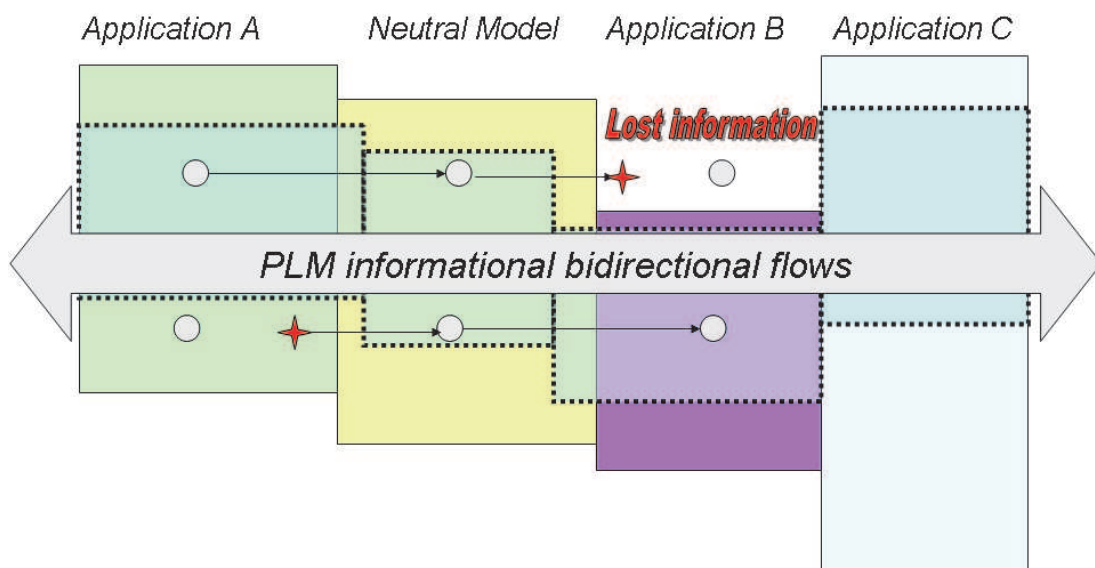 Application A
Neutral Model
Application B
Application C
Lost information
PLM informational bidirectional flows